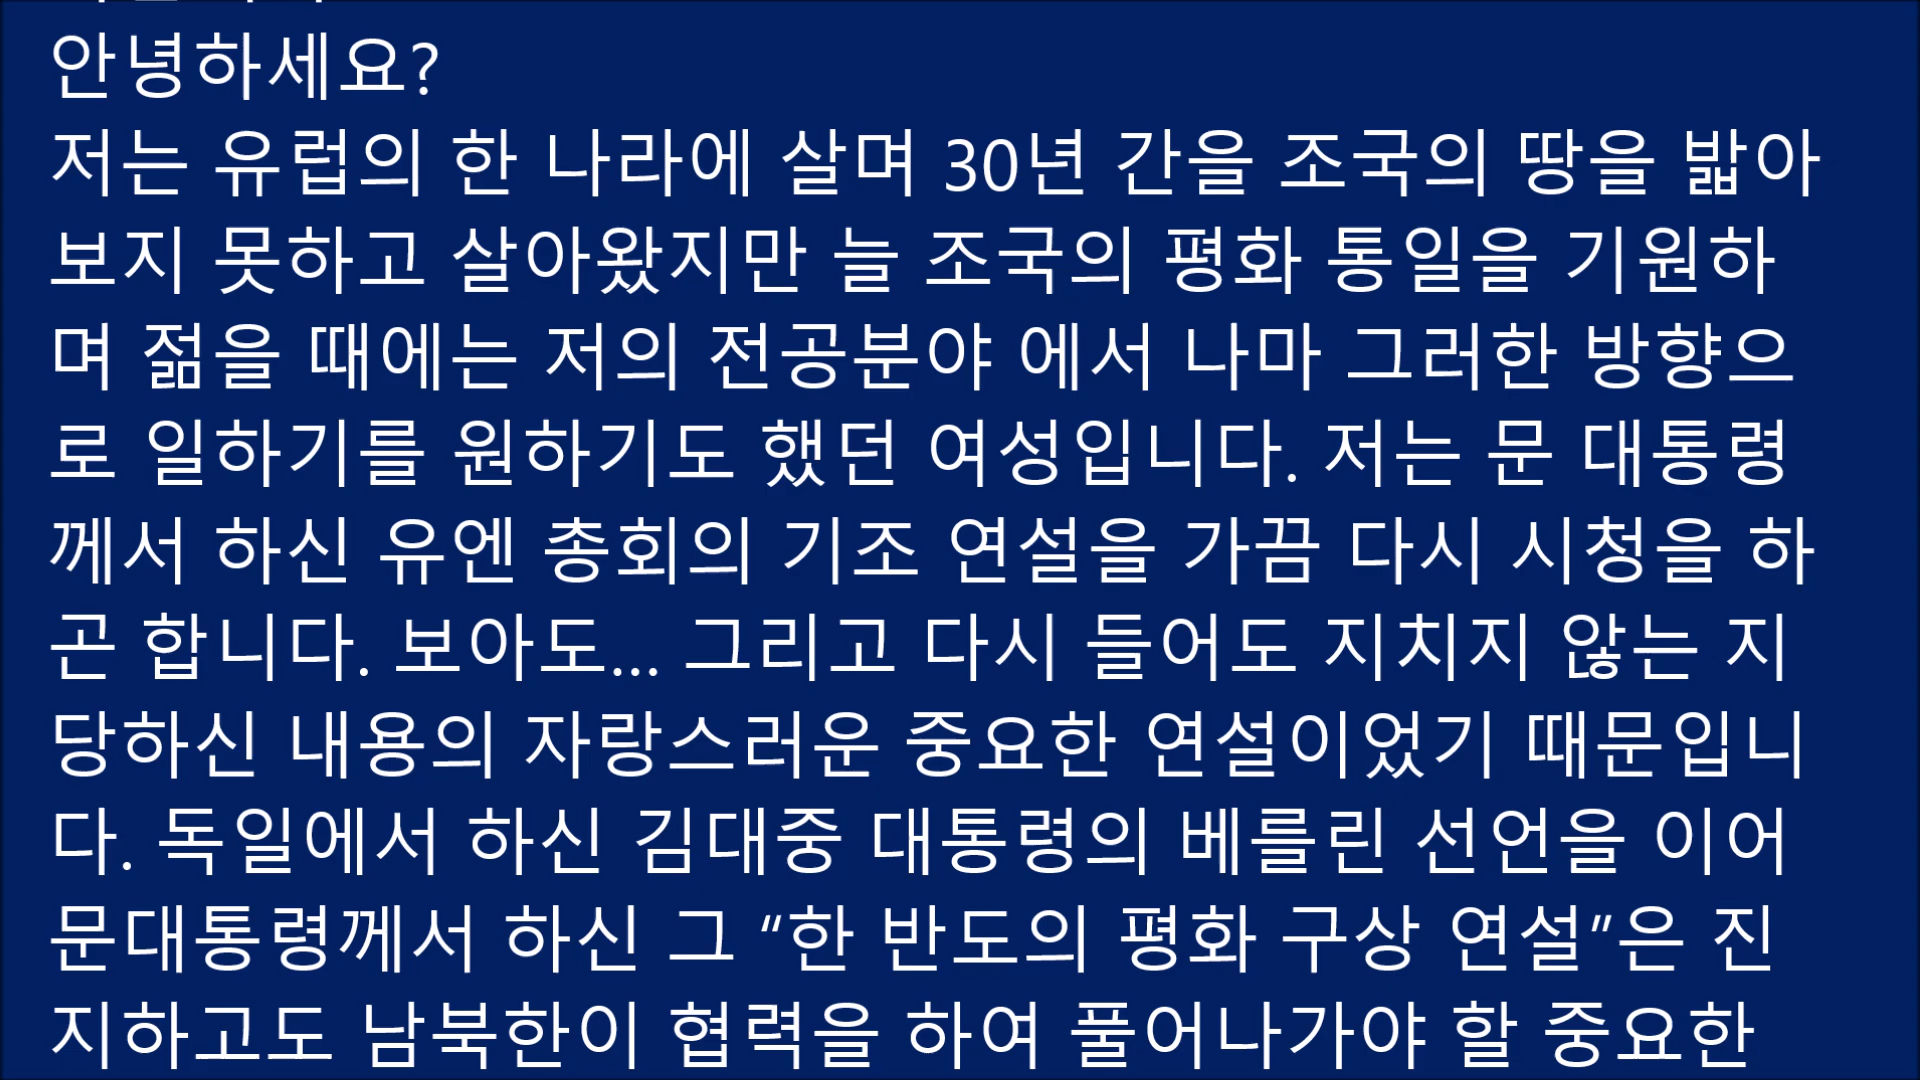 안녕하세요?
저는 유럽의 한 나라에 살며 30년 간을 조국의 땅을 밟아
보지 못하고 살아왔지만 늘 조국의 평화 통일을 기원하
며 젊을 때에는 저의 전공분야 에서 나마 그러한 방향으
로 일하기를 원하기도 했던 여성입니다. 저는 문 대통령
께서 하신 유엔 총회의 기조 연설을 가끔 다시 시청을 하
곤 합니다. 보아도... 그리고 다시 들어도 지치지 않는 지
당하신 내용의 자랑스러운 중요한 연설이었기 때문입니
다. 독일에서 하신 김대중 대통령의 베를린 선언을 이어
문대통령께서 하신 그 “한 반도의 평화 구상 연설”은 진
지하고도 남북한이 협력을 하여 풀어나가야 할 중요한